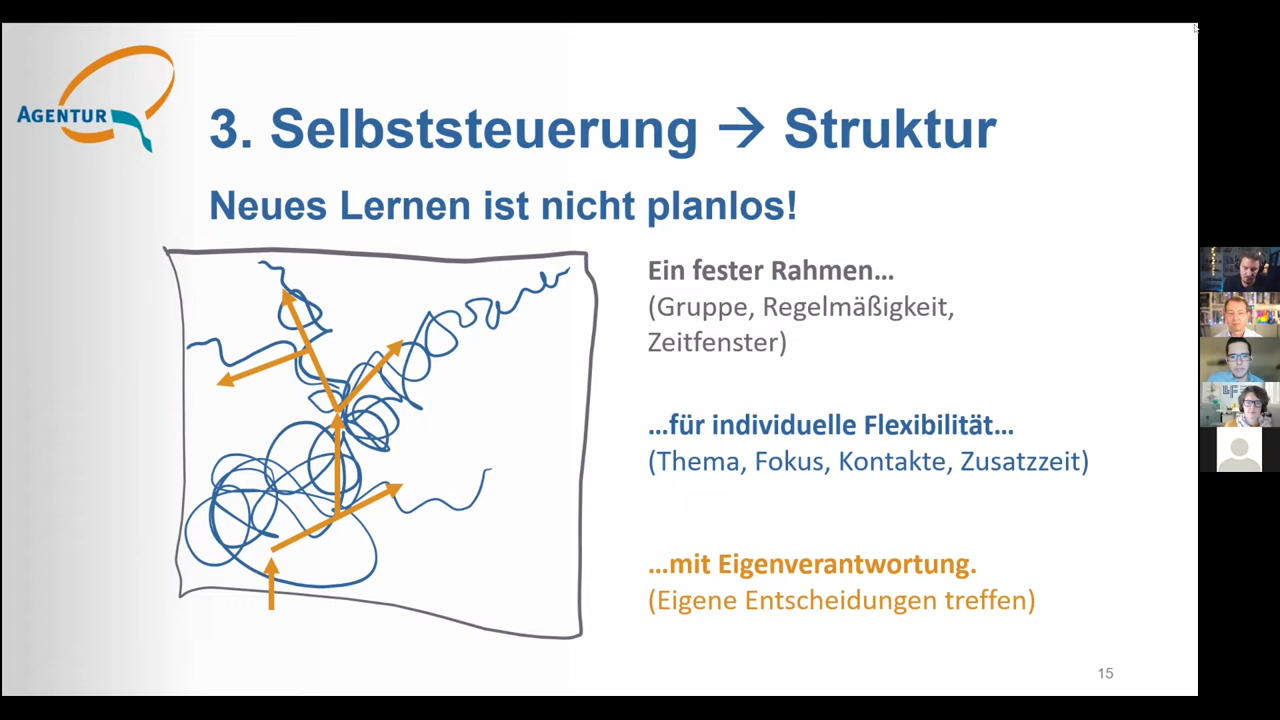 AGENTUR
3. Selbststeuerung → Struktur
Neues Lernen ist nicht planlos!
Ein fester Rahmen…
(Gruppe, Regelmäßigkeit,
Zeitfenster)
…für individuelle Flexibilität…
(Thema, Fokus, Kontakte, Zusatzzeit)
…mit Eigenverantwortung.
(Eigene Entscheidungen treffen)
15